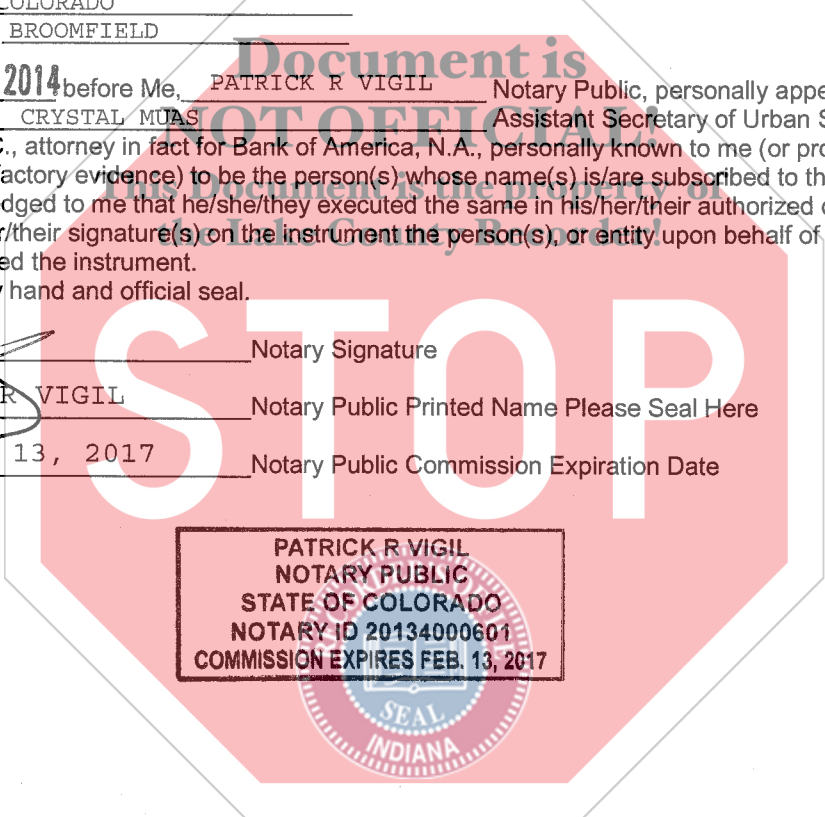 COLORADO
BROOMFIELD
2014 before Me, PATRICK R VIGIL Notary Public, personally appe
CRYSTAL MUAS Assistant Secretary of Urban S
C., attorney in fact for Bank of America, N.A., personally known to me (or pro
actory evidence) to be the person(s) whose name(s) is/are subscribed to th
dged to me that he/she/they executed the same in his/her/their authorized c
r/their signature(s) on the instrument the person(s), or entity upon behalf of
ed the instrument.
y hand and official seal.
Notary Signature
R VIGIL Notary Public Printed Name Please Seal Here
13, 2017 Notary Public Commission Expiration Date
PATRICK R VIGIL
NOTARY PUBLIC
STATE OF COLORADO
NOTARY ID 20134000601
COMMISSION EXPIRES FEB. 13, 2017
Document is
NOT OFFICIAL!
This Document is the property of
the Lake County Recorder!
STOP
SEAL
INDIANA